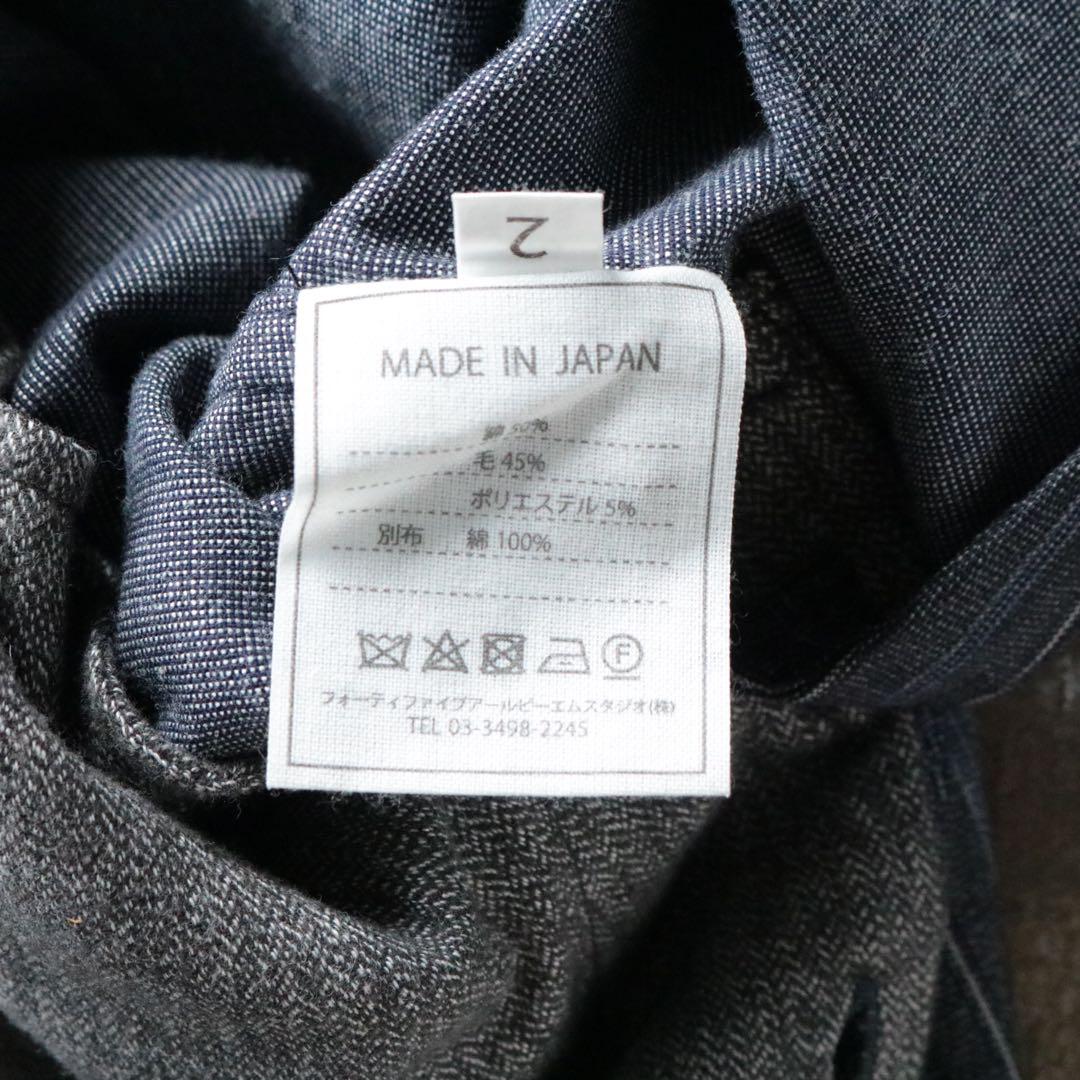 2
MADE IN JAPAN
綿 50%
毛 45%
ポリエステル 5%
別布 綿 100%
F
フォーティファイブアールピーエムスタジオ(株)
TEL 03-3498-2245